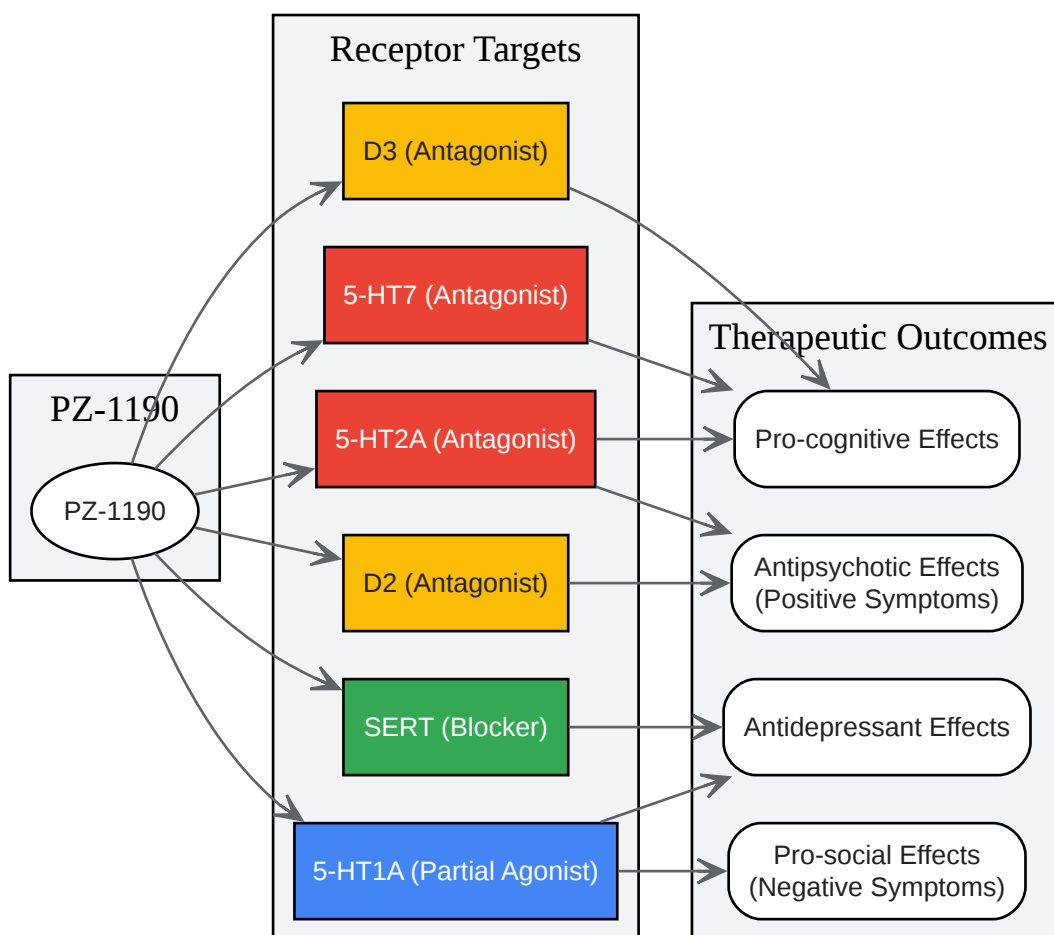 Receptor Targets
D3 (Antagonist)
5-HT7 (Antagonist)
Therapeutic Outcomes
PZ-1190
5-HT2A (Antagonist)
Pro-cognitive Effects
PZ-1190
D2 (Antagonist)
Antipsychotic Effects
(Positive Symptoms)
SERT (Blocker)
Antidepressant Effects
5-HT1A (Partial Agonist)
Pro-social Effects
(Negative Symptoms)